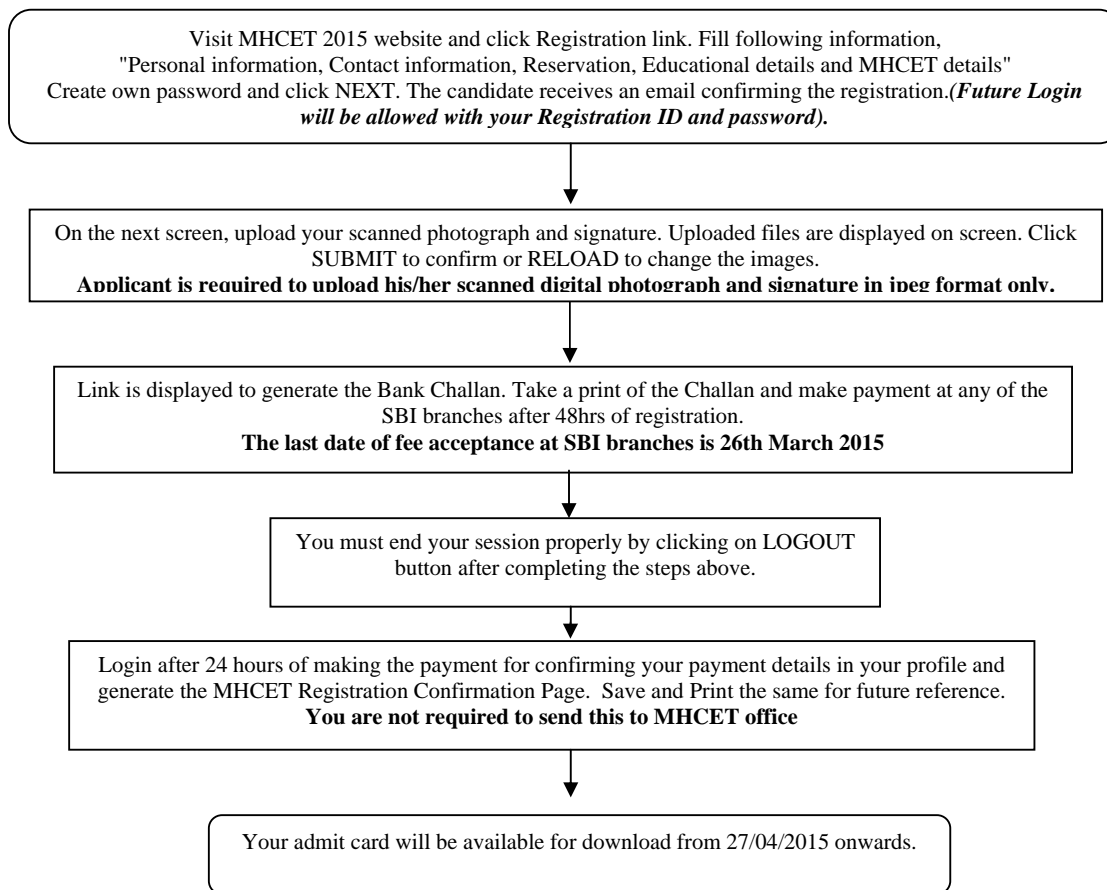 Visit MHCET 2015 website and click Registration link. Fill following information,
"Personal information, Contact information, Reservation, Educational details and MHCET details"
Create own password and click NEXT. The candidate receives an email confirming the registration.(Future Login
will be allowed with your Registration ID and password).
On the next screen, upload your scanned photograph and signature. Uploaded files are displayed on screen. Click
SUBMIT to confirm or RELOAD to change the images.
Applicant is required to upload his/her scanned digital photograph and signature in jpeg format only.
Link is displayed to generate the Bank Challan. Take a print of the Challan and make payment at any of the
SBI branches after 48hrs of registration.
The last date of fee acceptance at SBI branches is 26th March 2015
You must end your session properly by clicking on LOGOUT
button after completing the steps above.
Login after 24 hours of making the payment for confirming your payment details in your profile and
generate the MHCET Registration Confirmation Page.  Save and Print the same for future reference.
You are not required to send this to MHCET office
Your admit card will be available for download from 27/04/2015 onwards.